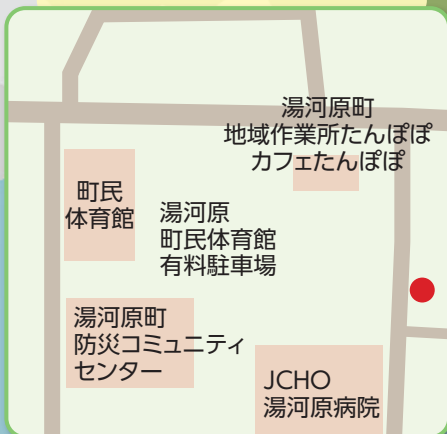 湯河原町
地域作業所たんぽぽ
カフェたんぽぽ
町民
体育館
湯河原
町民体育館
有料駐車場
湯河原町
防災コミュニティ
センター
JCHO
湯河原病院